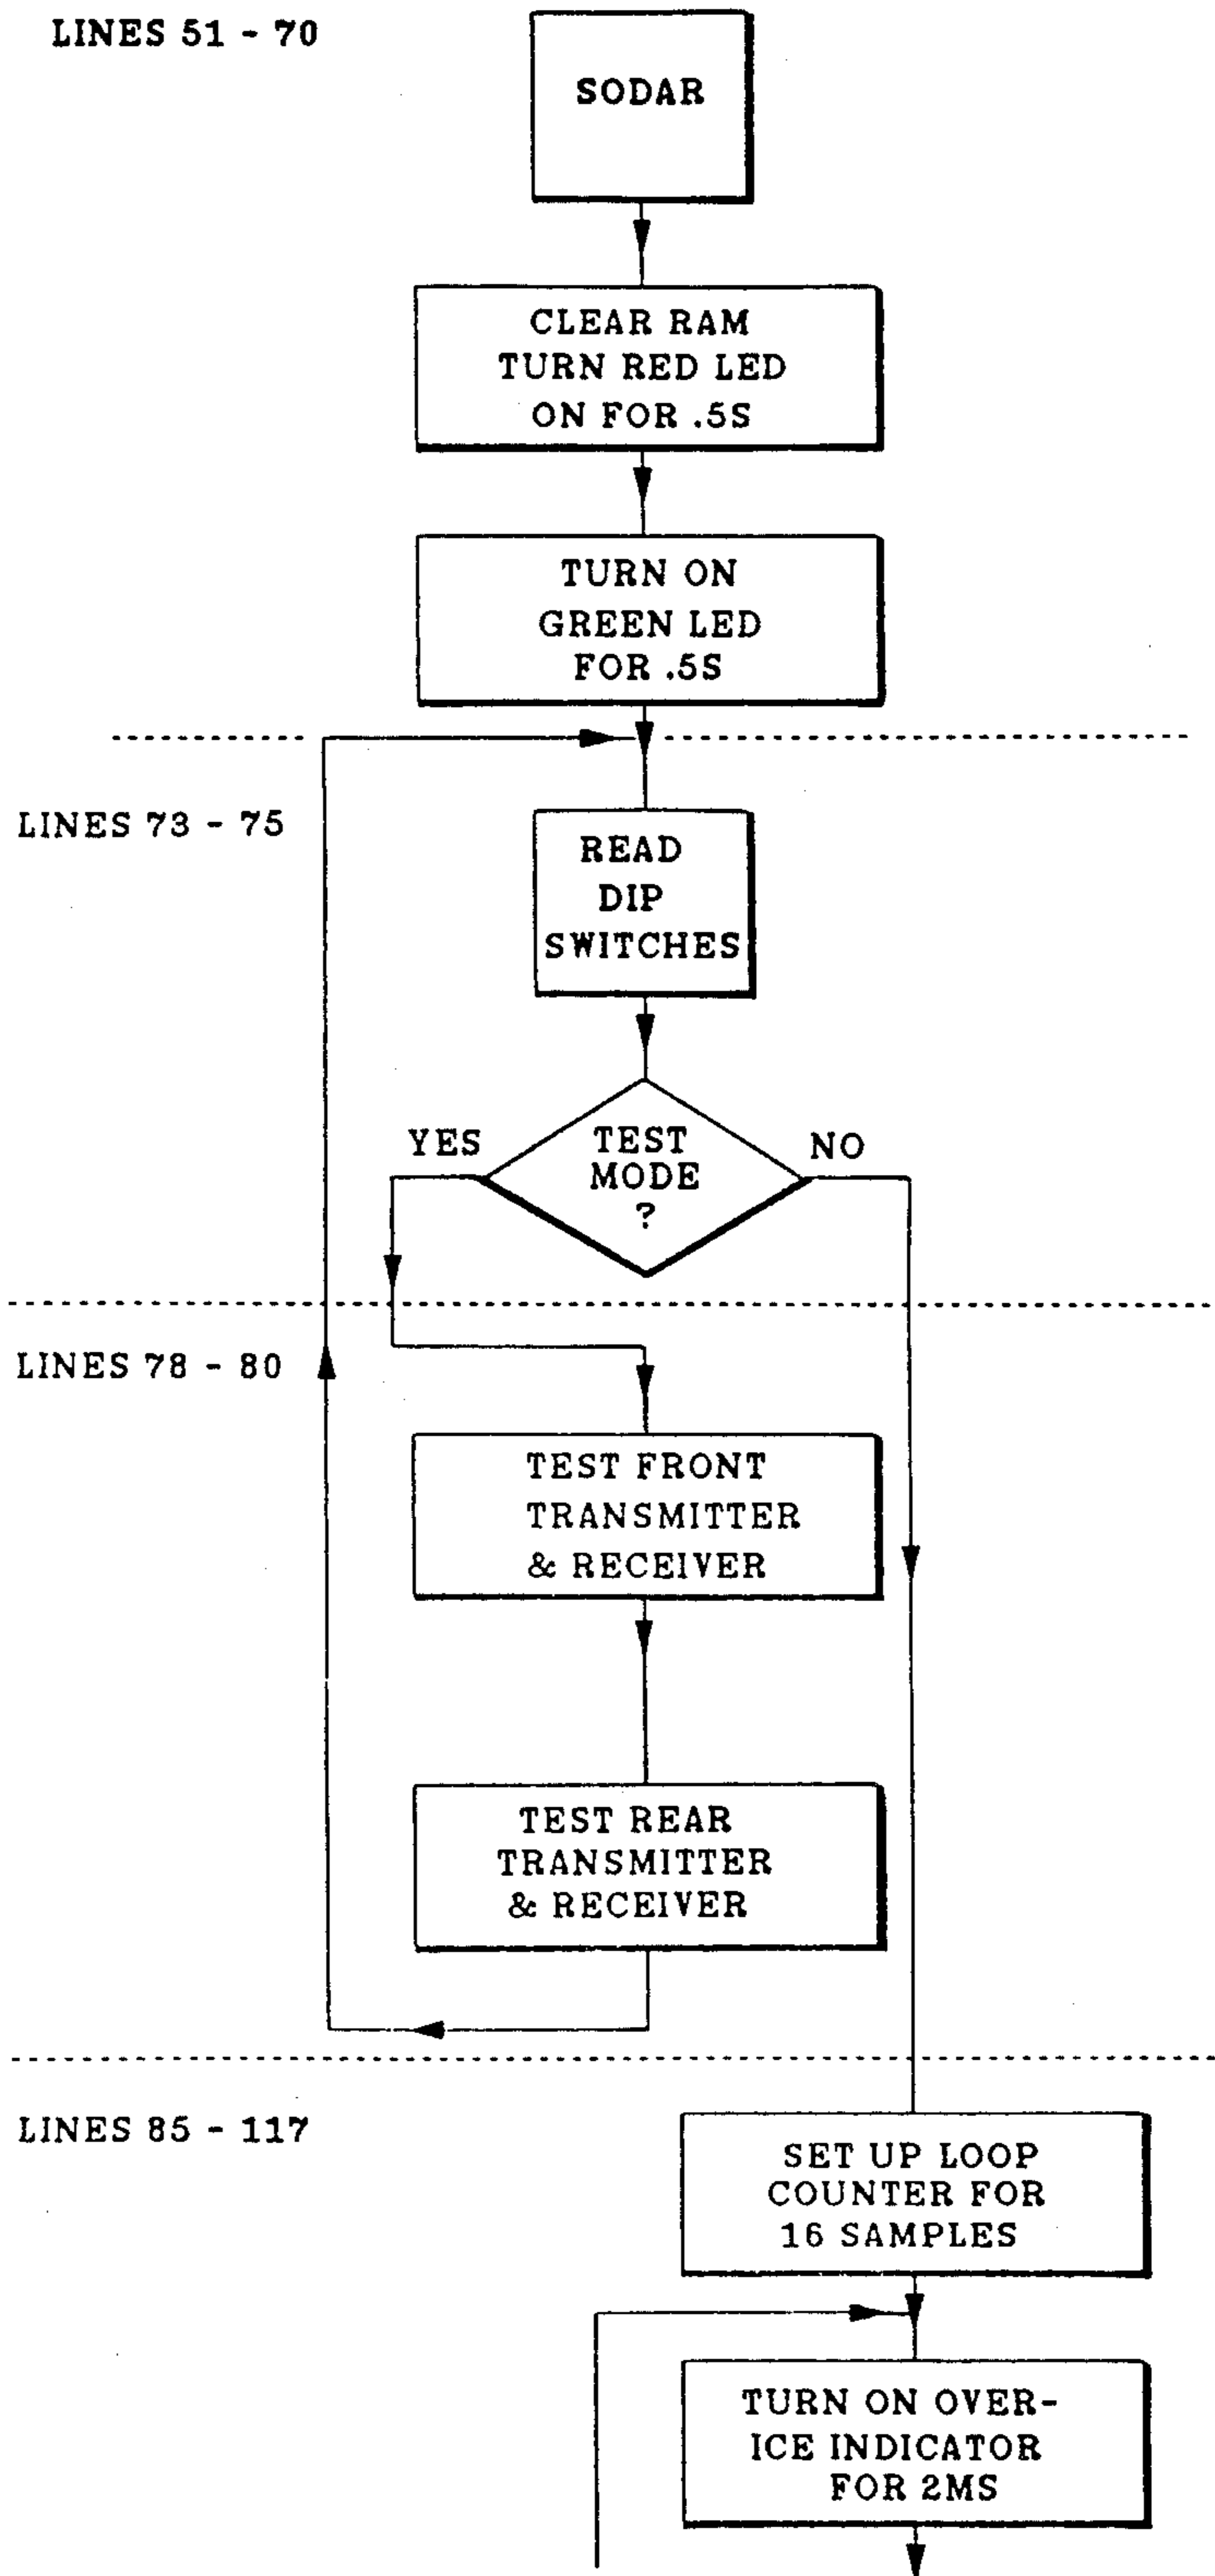 LINES 51 - 70
SODAR
CLEAR RAM
TURN RED LED
ON FOR .5S
TURN ON
GREEN LED
FOR .5S
LINES 73 - 75
READ
DIP
SWITCHES
YES
TEST
MODE
?
NO
LINES 78 - 80
TEST FRONT
TRANSMITTER
& RECEIVER
TEST REAR
TRANSMITTER
& RECEIVER
LINES 85 - 117
SET UP LOOP
COUNTER FOR
16 SAMPLES
TURN ON OVER-
ICE INDICATOR
FOR 2MS